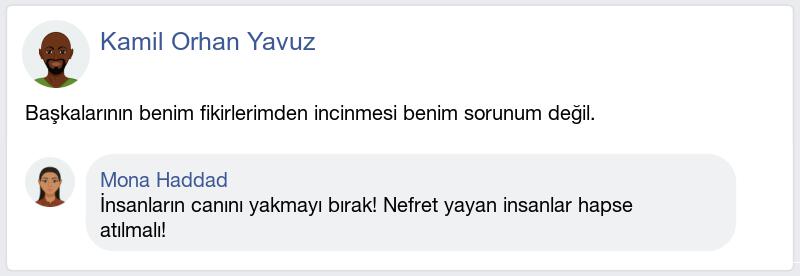 Kamil Orhan Yavuz
Başkalarının benim fikirlerimden incinmesi benim sorunum değil.
Mona Haddad
İnsanların canını yakmayı bırak! Nefret yayan insanlar hapse
atılmalı!